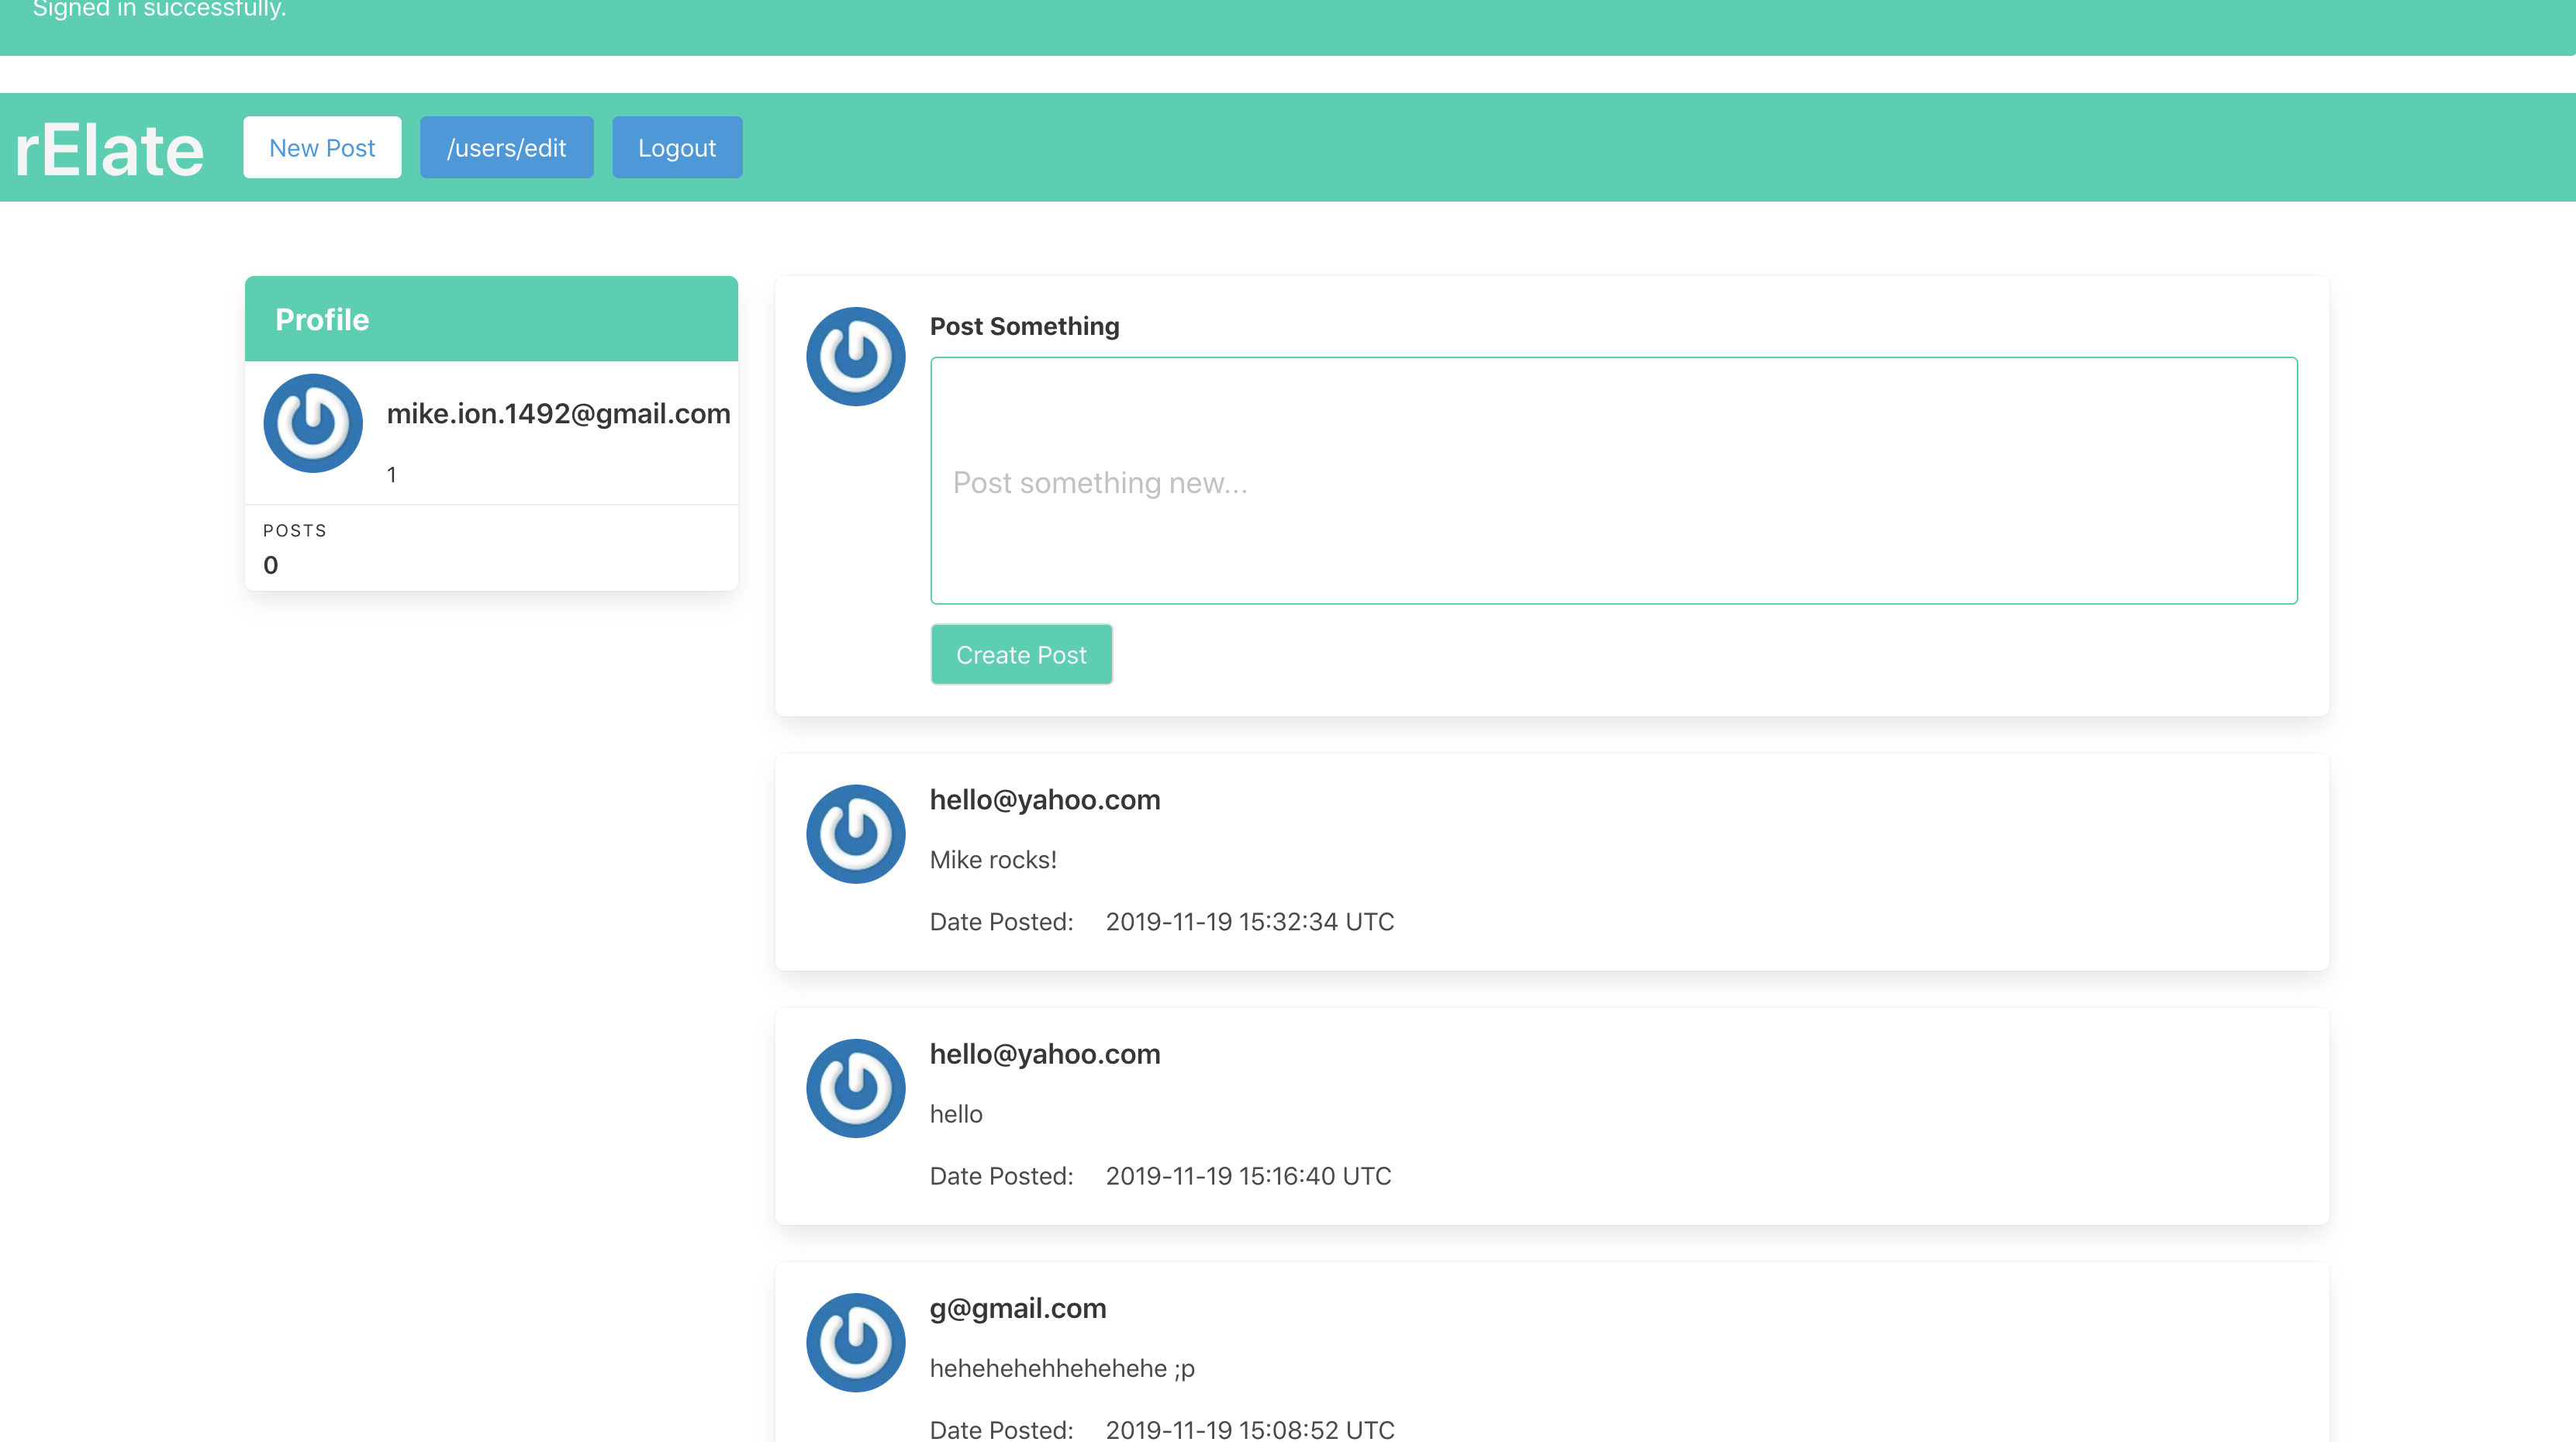 Signed in successfully.
rElate
New Post
/users/edit
Logout
Profile
mike.ion.1492@gmail.com
1
POSTS
0
Post Something
Post something new...
Create Post
hello@yahoo.com
Mike rocks!
Date Posted: 2019-11-19 15:32:34 UTC
hello@yahoo.com
hello
Date Posted: 2019-11-19 15:16:40 UTC
g@gmail.com
hehehehehhehehehe ;p
Date Posted: 2019-11-19 15:08:52 UTC